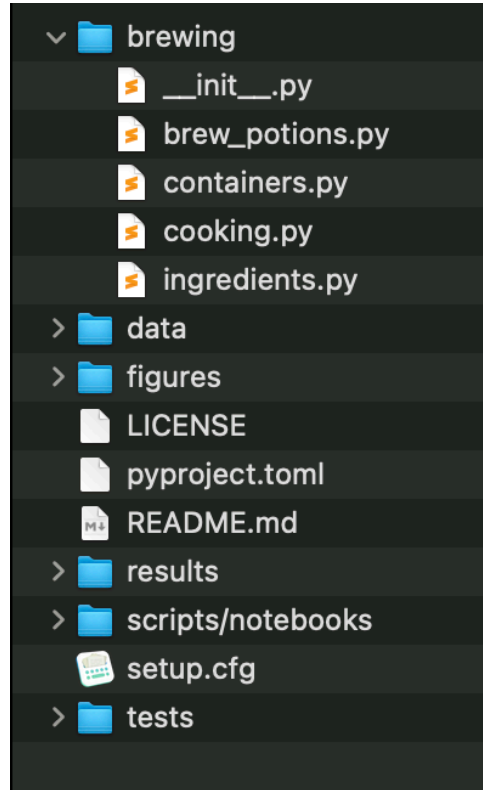 brewing
__init__.py
brew_potions.py
containers.py
cooking.py
ingredients.py
data
figures
LICENSE
pyproject.toml
M↓ README.md
results
scripts/notebooks
setup.cfg
tests